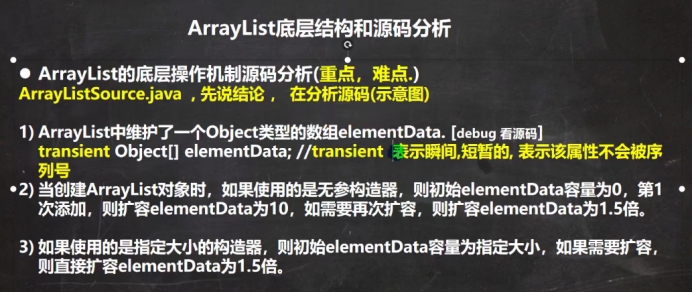 ArrayList底层结构和源码分析
● ArrayList的底层操作机制源码分析(重点，难点.)
ArrayListSource.java ，先说结论， 在分析源码(示意图)
1) ArrayList中维护了一个Object类型的数组elementData. [debug 看源码]
transient Object[] elementData; //transient 表示瞬间,短暂的, 表示该属性不会被序
列号
2) 当创建ArrayList对象时，如果使用的是无参构造器，则初始elementData容量为0，第1
次添加，则扩容elementData为10，如需要再次扩容，则扩容elementData为1.5倍。
3) 如果使用的是指定大小的构造器，则初始elementData容量为指定大小，如果需要扩容，
则直接扩容elementData为1.5倍。